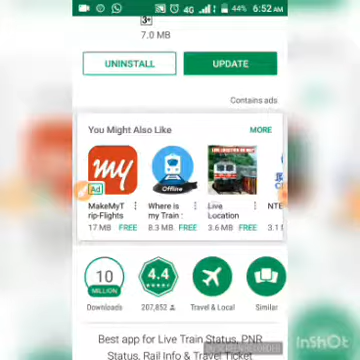 4G 44% 6:52 AM
3+
7.0 MB
UNINSTALL UPDATE
Contains ads
You Might Also Like MORE
my
Ad
Offline
MakeMyT
rip-Flights
17 MB FREE
Where is
my Train :
8.3 MB FREE
Live
Location
3.6 MB FREE
NTE
3.1
10
MILLION
Downloads
4.4
207,852
Travel & Local
Similar
Best app for Live Train Status, PNR
Status, Rail Info & Travel Ticket
KINEMASTER